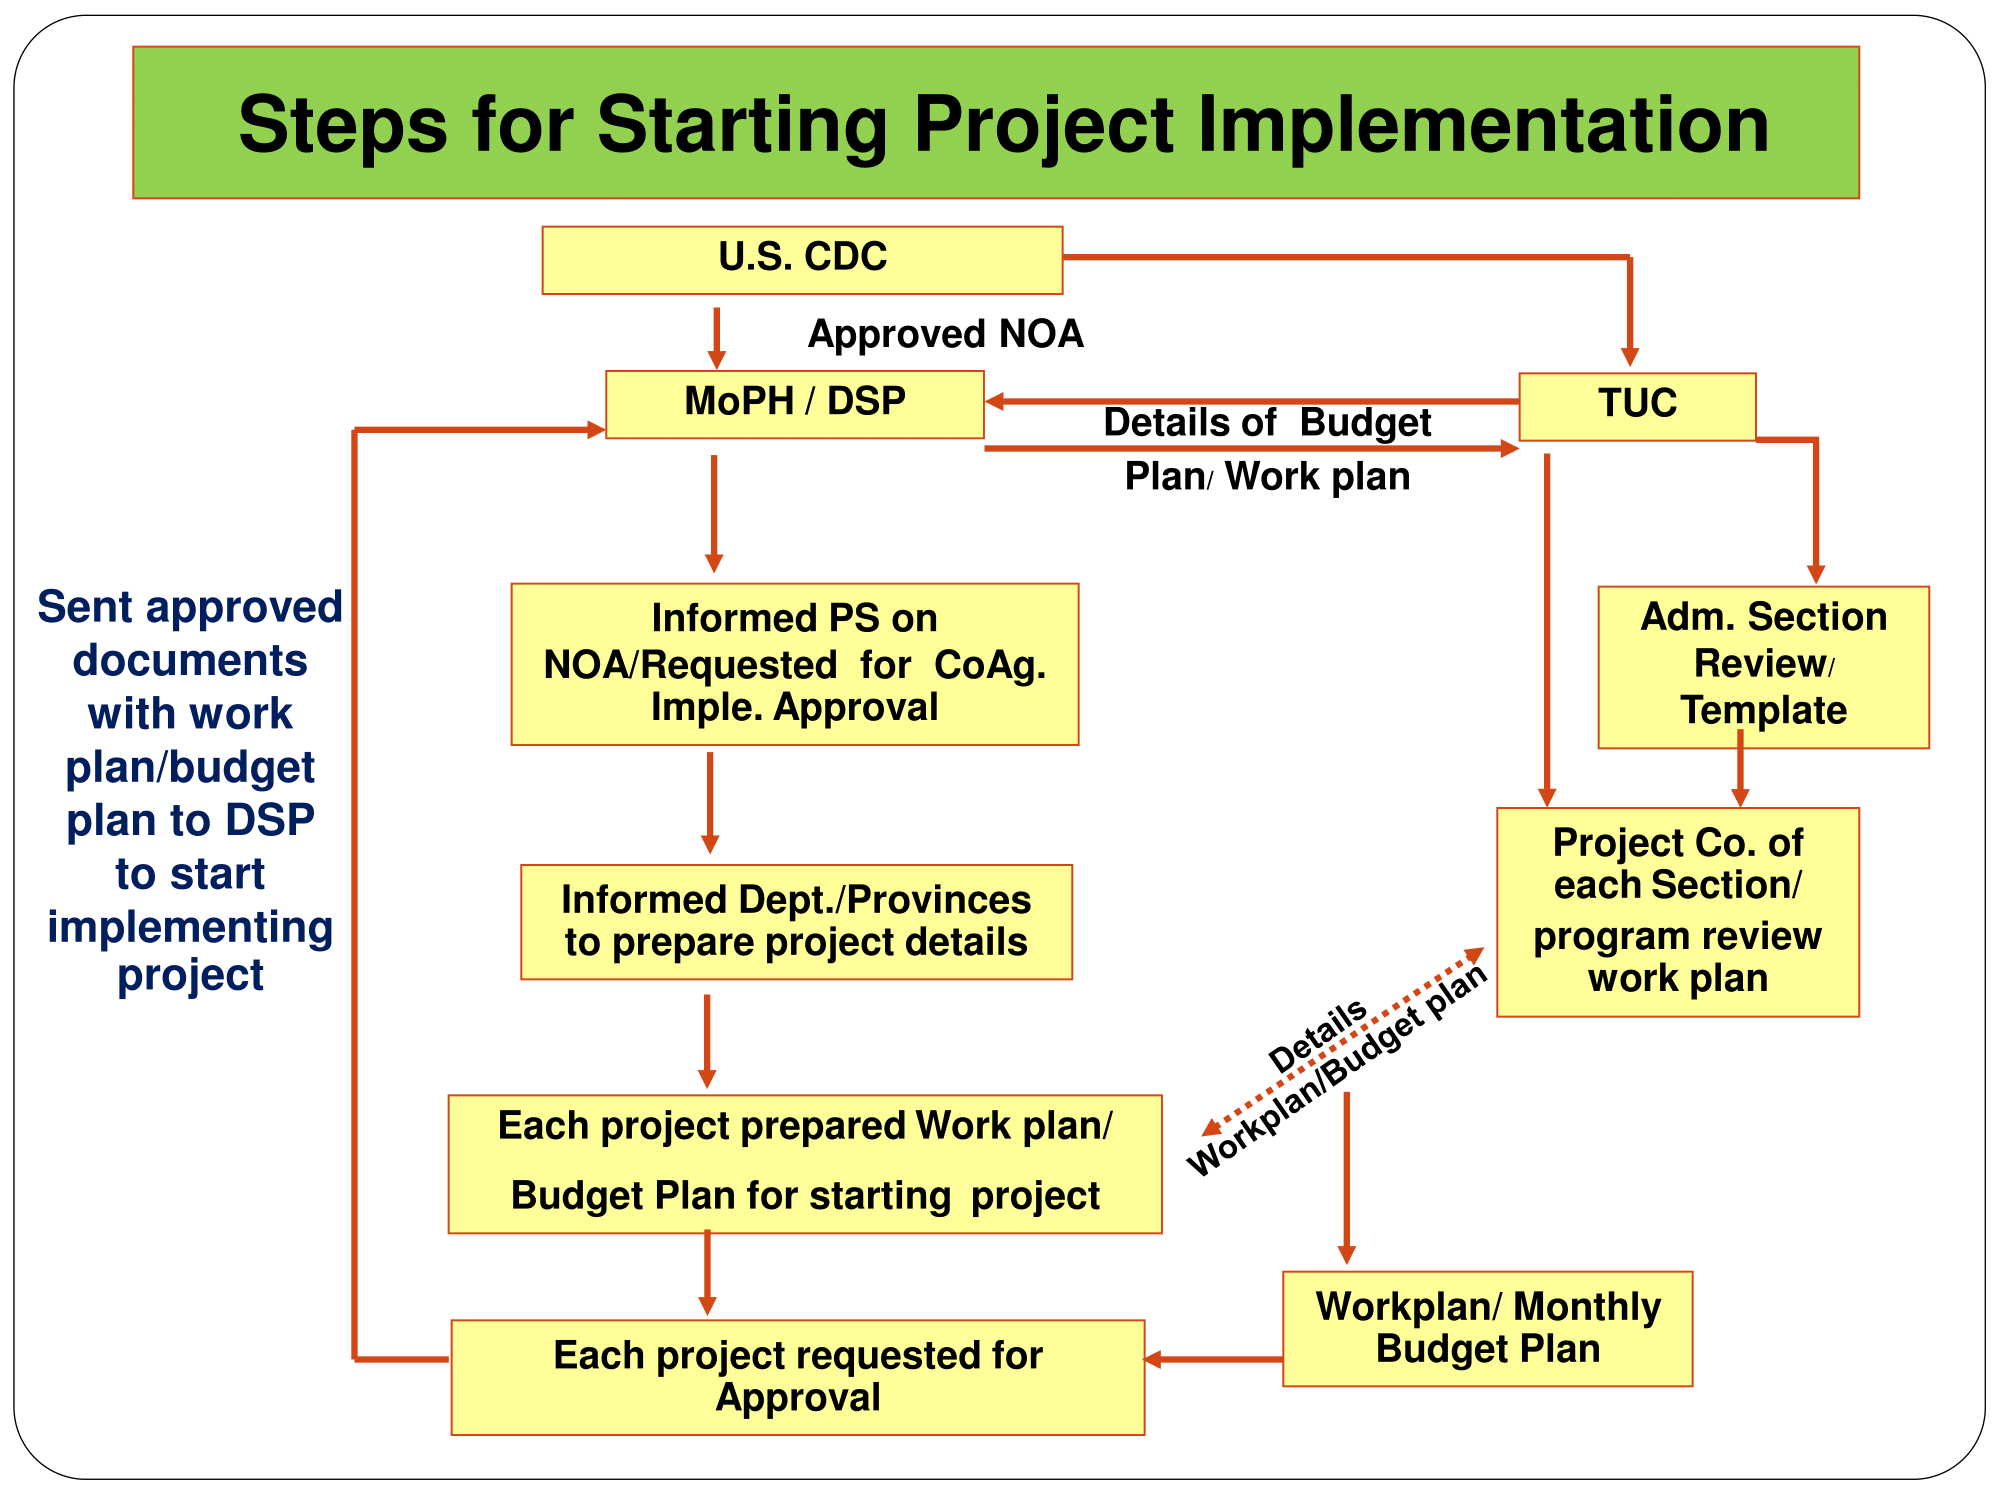 Steps for Starting Project Implementation
U.S. CDC
Approved NOA
MoPH / DSP
TUC
Details of Budget
Plan/ Work plan
Sent approved
documents
with work
plan/budget
plan to DSP
to start
implementing
project
Informed PS on
NOA/Requested for CoAg.
Imple. Approval
Adm. Section
Review/
Template
Informed Dept./Provinces
to prepare project details
Project Co. of
each Section/
program review
work plan
Details
Workplan/Budget plan
Each project prepared Work plan/
Budget Plan for starting project
Workplan/ Monthly
Budget Plan
Each project requested for
Approval